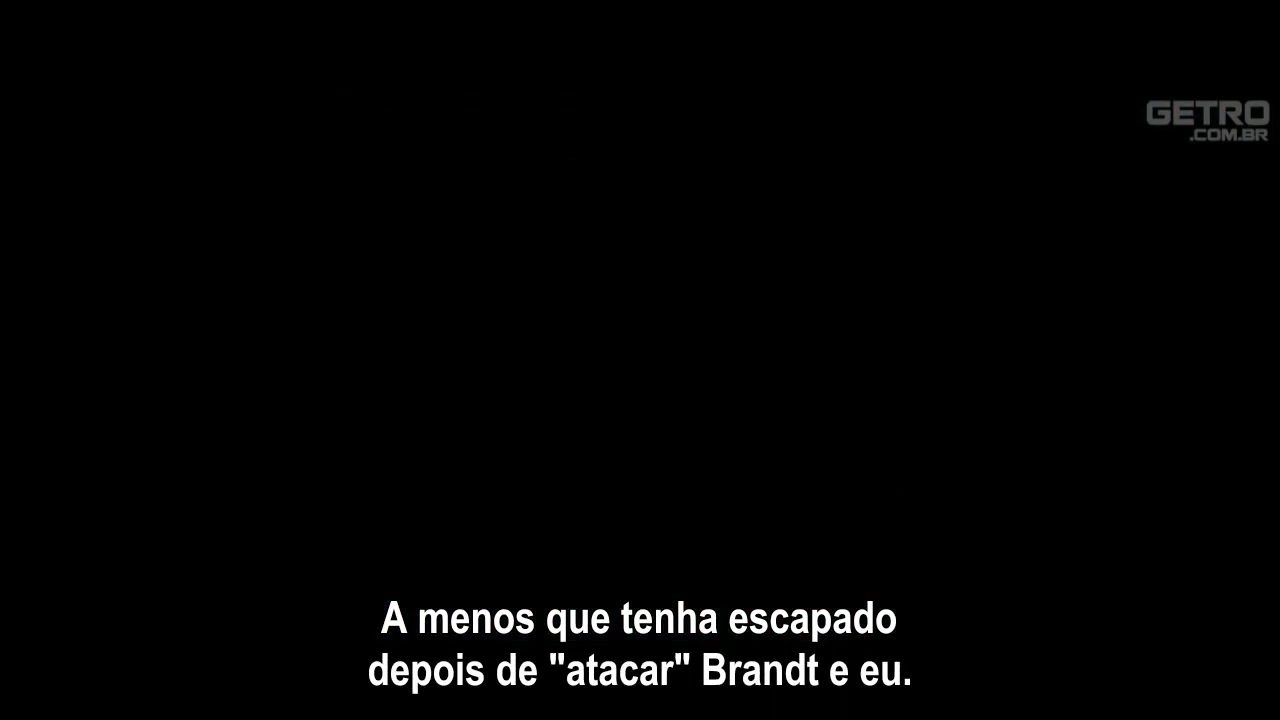 GETRO
.COM.BR
A menos que tenha escapado
depois de "atacar" Brandt e eu.